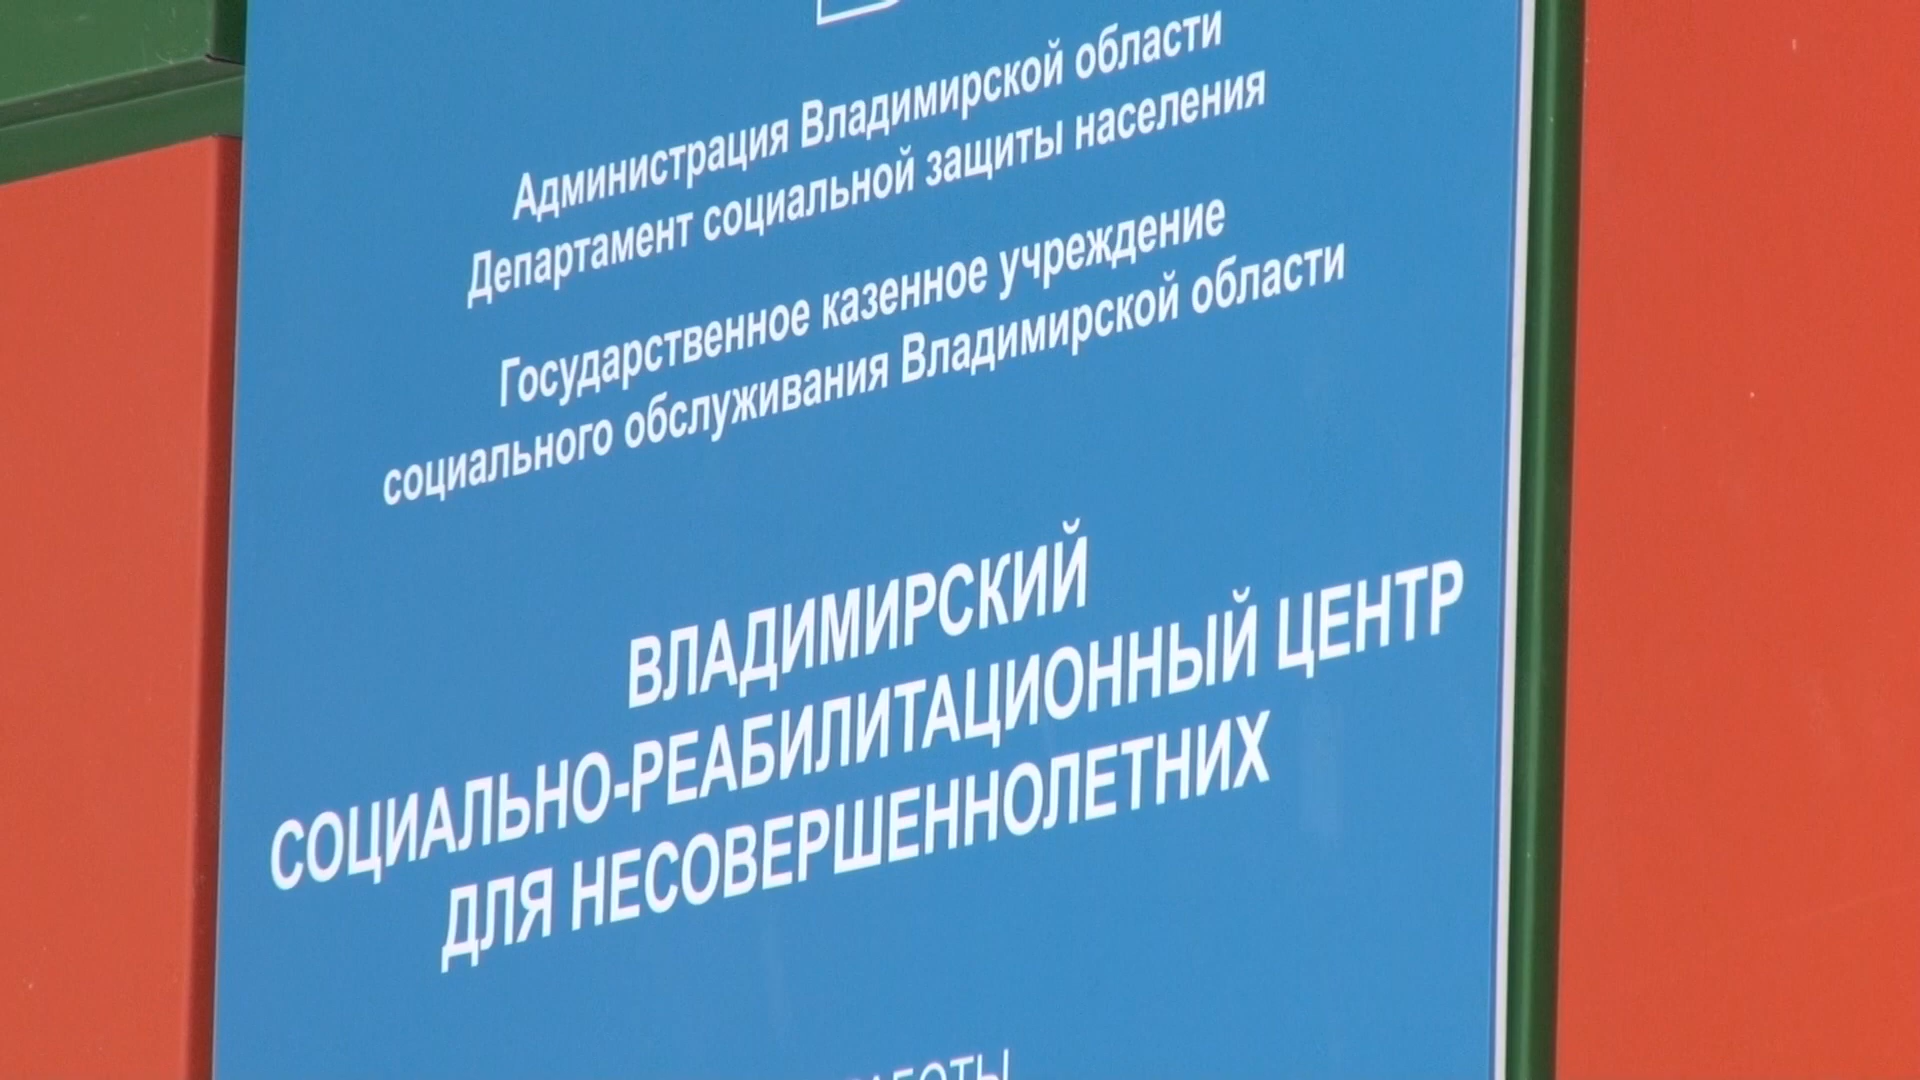 Администрация Владимирской области
Департамент социальной защиты населения
Государственное казенное учреждение
социального обслуживания Владимирской области
ВЛАДИМИРСКИЙ
СОЦИАЛЬНО-РЕАБИЛИТАЦИОННЫЙ ЦЕНТР
ДЛЯ НЕСОВЕРШЕННОЛЕТНИХ